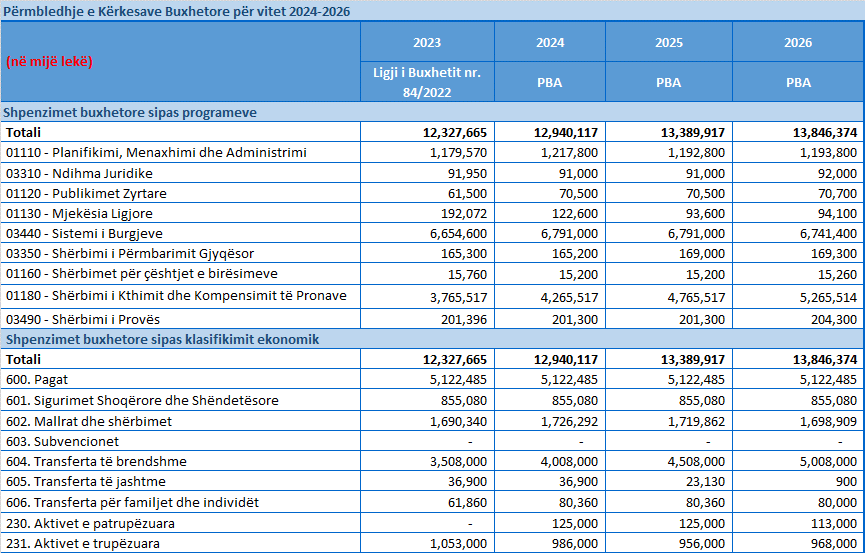 Përmbledhje e Kërkesave Buxhetore për vitet 2024-2026
(në mijë lekë) 2023 2024 2025 2026
Ligji i Buxhetit nr. 84/2022 PBA PBA PBA
Shpenzimet buxhetore sipas programeve
Totali 12,327,665 12,940,117 13,389,917 13,846,374
01110 - Planifikimi, Menaxhimi dhe Administrimi 1,179,570 1,217,800 1,192,800 1,193,800
03310 - Ndihma Juridike 91,950 91,000 91,000 92,000
01120 - Publikimet Zyrtare 61,500 70,500 70,500 70,700
01130 - Mjekësia Ligjore 192,072 122,600 93,600 94,100
03440 - Sistemi i Burgjeve 6,654,600 6,791,000 6,791,000 6,741,400
03350 - Shërbimi i Përmbarimit Gjyqësor 165,300 165,200 169,000 169,300
01160 - Shërbimet për çështjet e birësimeve 15,760 15,200 15,200 15,260
01180 - Shërbimi i Kthimit dhe Kompensimit të Pronave 3,765,517 4,265,517 4,765,517 5,265,514
03490 - Shërbimi i Provës 201,396 201,300 201,300 204,300
Shpenzimet buxhetore sipas klasifikimit ekonomik
Totali 12,327,665 12,940,117 13,389,917 13,846,374
600. Pagat 5,122,485 5,122,485 5,122,485 5,122,485
601. Sigurimet Shoqërore dhe Shëndetësore 855,080 855,080 855,080 855,080
602. Mallrat dhe shërbimet 1,690,340 1,726,292 1,719,862 1,698,909
603. Subvencionet - - - -
604. Transferta të brendshme 3,508,000 4,008,000 4,508,000 5,008,000
605. Transferta të jashtme 36,900 36,900 23,130 900
606. Transferta për familjet dhe individët 61,860 80,360 80,360 80,000
230. Aktivet e patrupëzuara - 125,000 125,000 113,000
231. Aktivet e trupëzuara 1,053,000 986,000 956,000 968,000